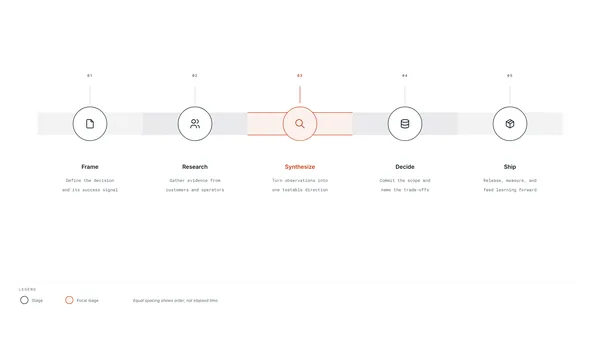 01
02
03
04
05
Frame
Research
Synthesize
Decide
Ship
Define the decision
and its success signal
Gather evidence from
customers and operators
Turn observations into
one testable direction
Commit the scope and
name the trade-offs
Release, measure, and
feed learning forward
LEGEND
Stage
Focal stage
Equal spacing shows order, not elapsed time